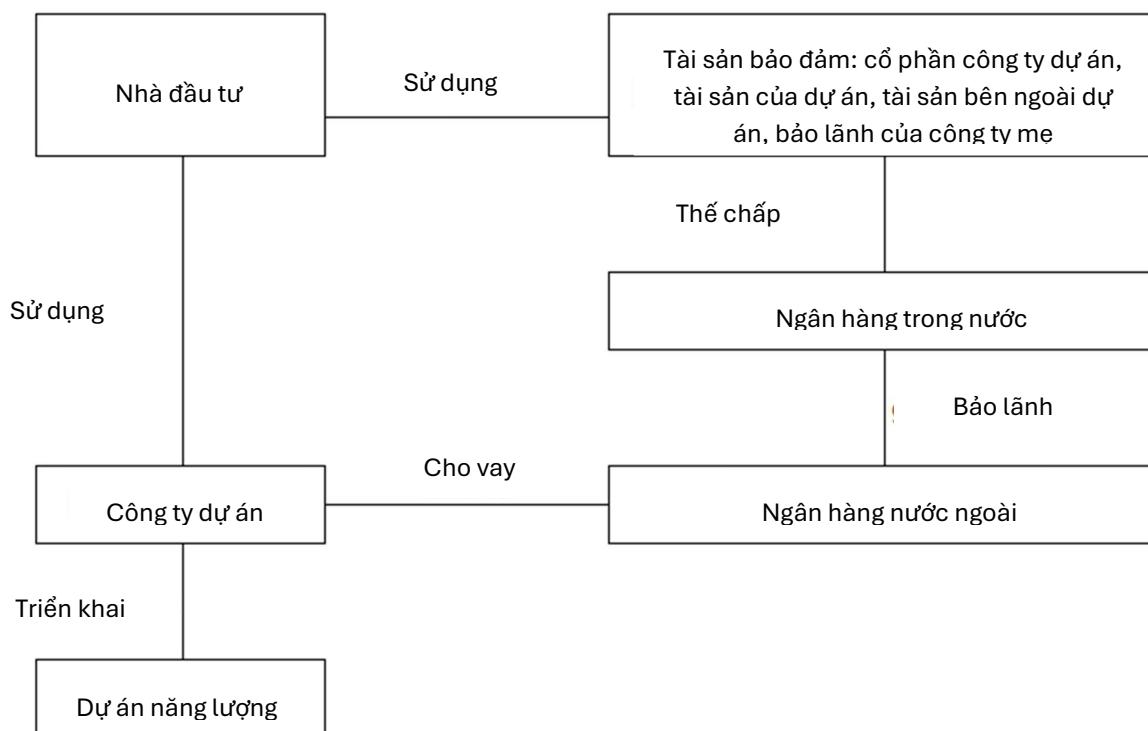 Nhà đầu tư
Sử dụng
Tài sản bảo đảm: cổ phần công ty dự án,
tài sản của dự án, tài sản bên ngoài dự
án, bảo lãnh của công ty mẹ
Thế chấp
Sử dụng
Ngân hàng trong nước
Bảo lãnh
Cho vay
Công ty dự án
Ngân hàng nước ngoài
Triển khai
Dự án năng lượng